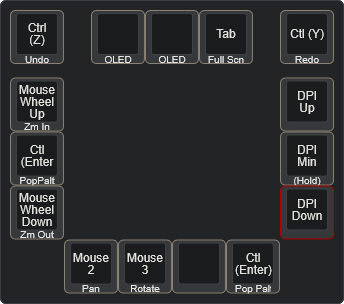 Ctrl
(Z)
Undo
OLED
OLED
Tab
Full Scn
Ctl (Y)
Redo
Mouse
Wheel
Up
Zm In
DPI
Up
Ctl
(Enter
PopPalt
DPI
Min
(Hold)
Mouse
Wheel
Down
Zm Out
DPI
Down
Mouse
2
Pan
Mouse
3
Rotate
Ctl
(Enter)
Pop Palt